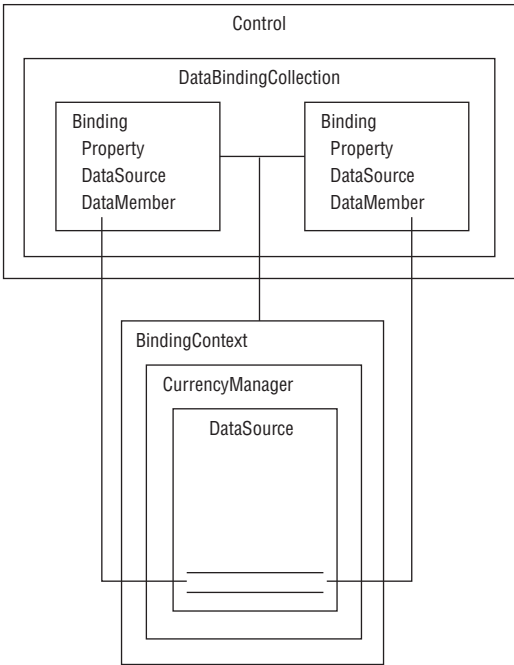 Control
DataBindingCollection
Binding
Property
DataSource
DataMember
Binding
Property
DataSource
DataMember
BindingContext
CurrencyManager
DataSource